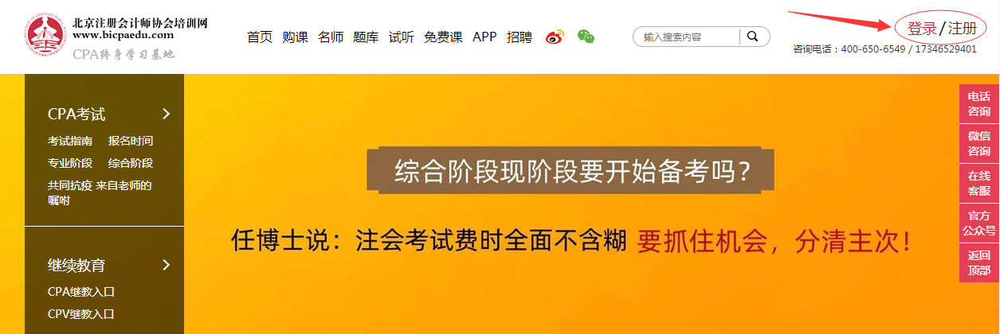 北京注册会计师协会培训网
www.bicpaedu.com
CPA终身学习基地
首页 购课 名师 题库 试听 免费课 APP 招聘
输入搜索内容
登录/注册
咨询电话：400-650-6549 / 17346529401
CPA考试
考试指南 报名时间
专业阶段 综合阶段
共同抗疫 来自老师的
嘱咐
继续教育
CPA继教入口
CPV继教入口
综合阶段现阶段要开始备考吗？
任博士说：注会考试费时全面不含糊 要抓住机会，分清主次！
电话
咨询
微信
咨询
在线
客服
官方
公众号
返回
顶部